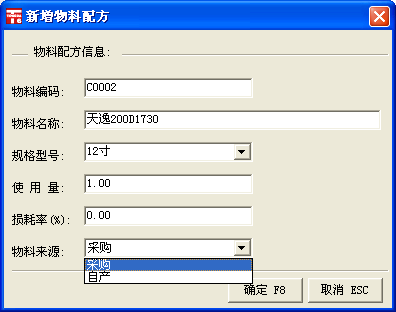 新增物料配方
物料配方信息:
物料编码: C0002
物料名称: 天逸200D1730
规格型号: 12寸
使 用 量: 1.00
损耗率(%): 0.00
物料来源: 采购
采购
自产
确定 F8 取消 ESC